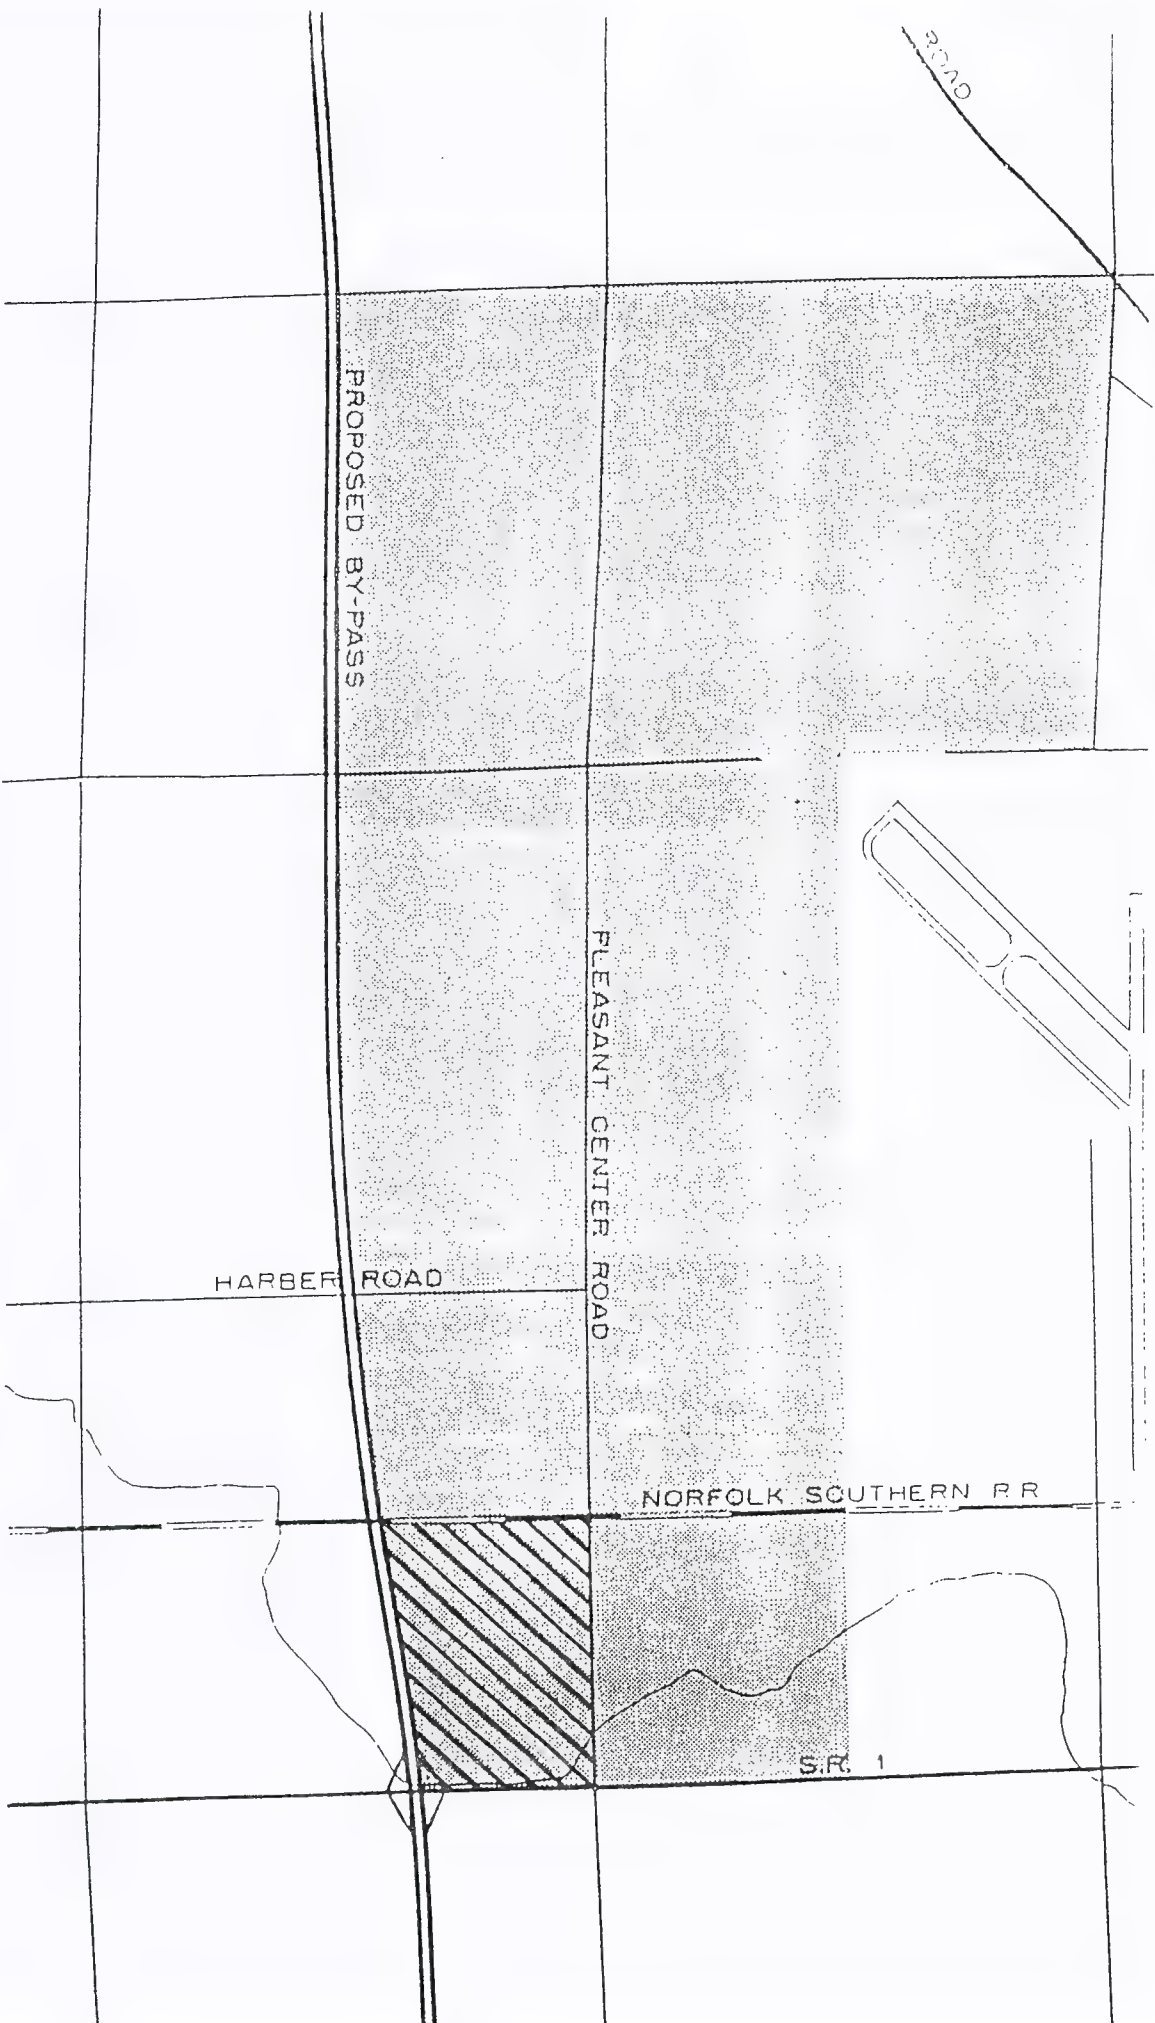 ROAD
PROPOSED BY-PASS
PLEASANT CENTER ROAD
HARBER ROAD
NORFOLK SOUTHERN R R
S.R. 1